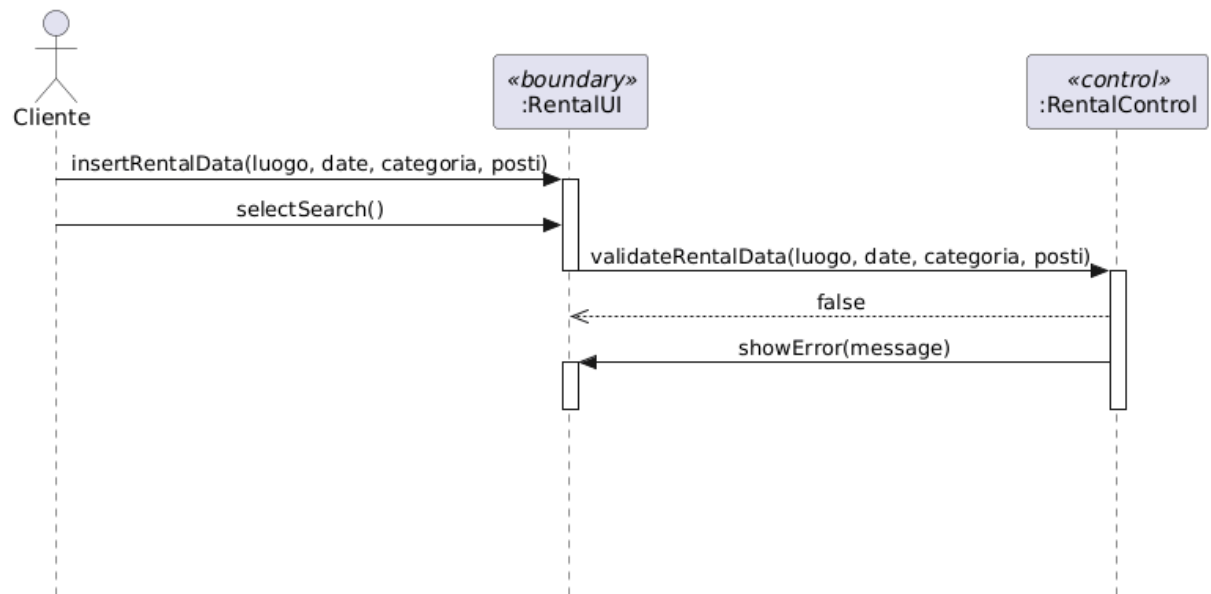 Cliente
«boundary»
:RentalUI
«control»
:RentalControl
insertRentalData(luogo, date, categoria, posti)
selectSearch()
validateRentalData(luogo, date, categoria, posti)
false
showError(message)